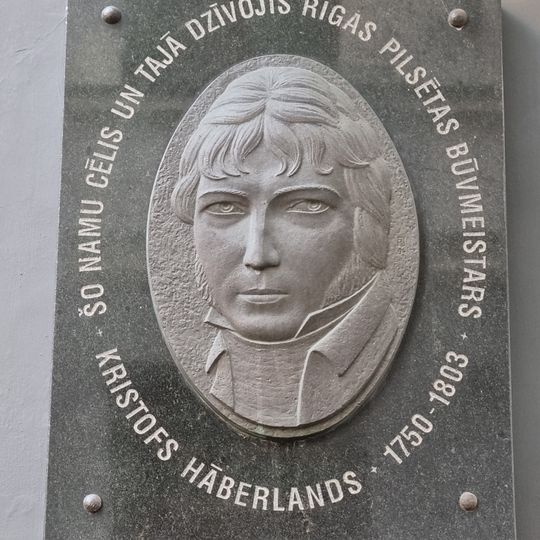 ŠO NAMU CĒLIS UN TAJĀ DZĪVOJIS RĪGAS PILSĒTAS BŪVMEISTARS
KRISTOFS HĀBERLANDS
1750-1803